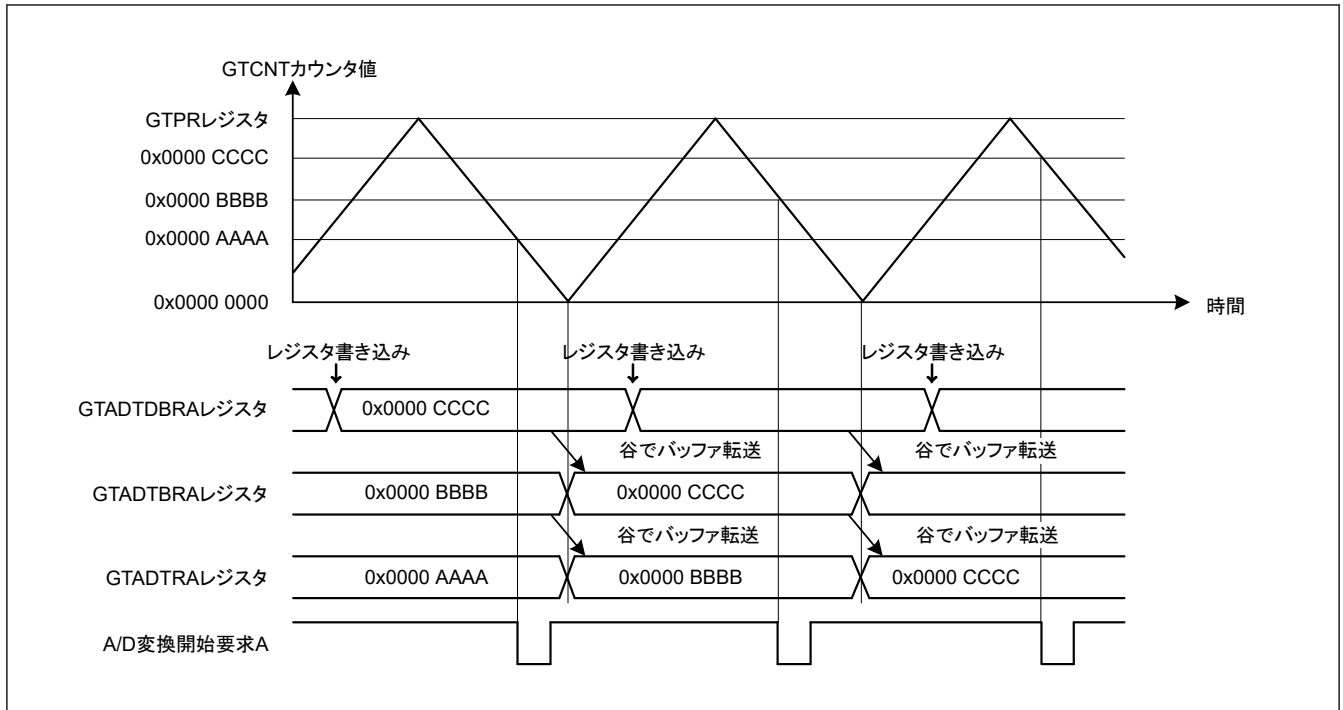 GTCNTカウンタ値
GTPRレジスタ
0x0000 CCCC
0x0000 BBBB
0x0000 AAAA
0x0000 0000
時間
レジスタ書き込み レジスタ書き込み レジスタ書き込み
GTADTDBRAレジスタ 0x0000 CCCC
谷でバッファ転送 谷でバッファ転送
GTADTBRAレジスタ 0x0000 BBBB 0x0000 CCCC
谷でバッファ転送 谷でバッファ転送
GTADTRAレジスタ 0x0000 AAAA 0x0000 BBBB 0x0000 CCCC
A/D変換開始要求A